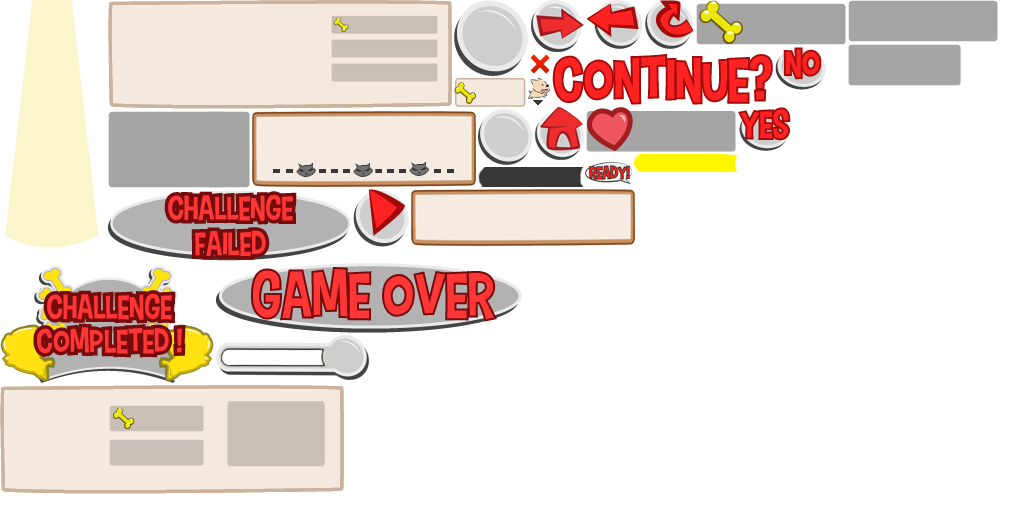 CONTINUE?
NO
YES
READY!
CHALLENGE
FAILED
GAME OVER
CHALLENGE
COMPLETED !